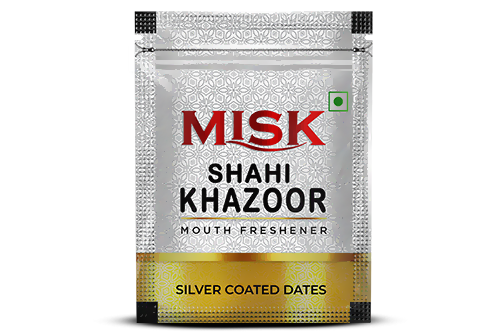 MISK
SHAHI
KHAZOOR
MOUTH FRESHENER
SILVER COATED DATES